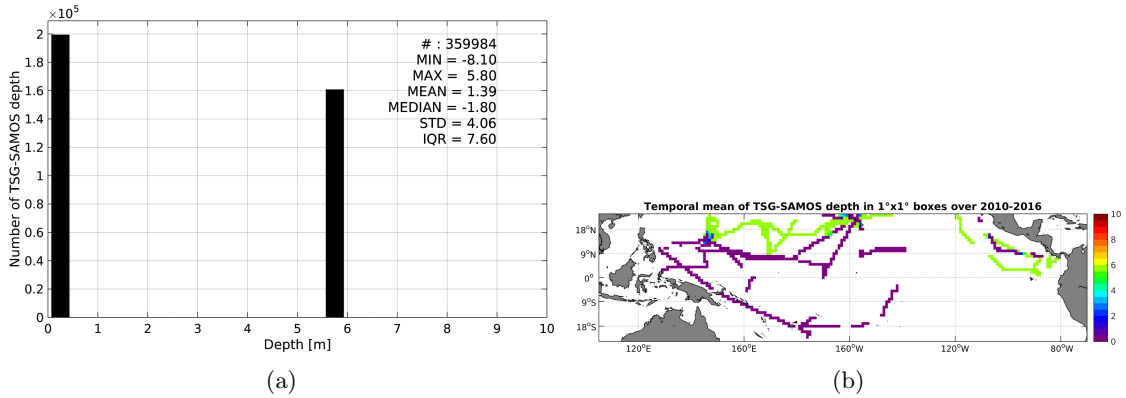 ×10⁵
2
1.8
1.6
1.4
1.2
1
0.8
0.6
0.4
0.2
0
Number of TSG-SAMOS depth
# : 359984
MIN = -8.10
MAX = 5.80
MEAN = 1.39
MEDIAN = -1.80
STD = 4.06
IQR = 7.60
0 1 2 3 4 5 6 7 8 9 10
Depth [m]
(a)
Temporal mean of TSG-SAMOS depth in 1°x1° boxes over 2010-2016
18°N
9°N
0°
9°S
18°S
120°E 160°E 160°W 120°W 80°W
10
8
6
4
2
0
(b)